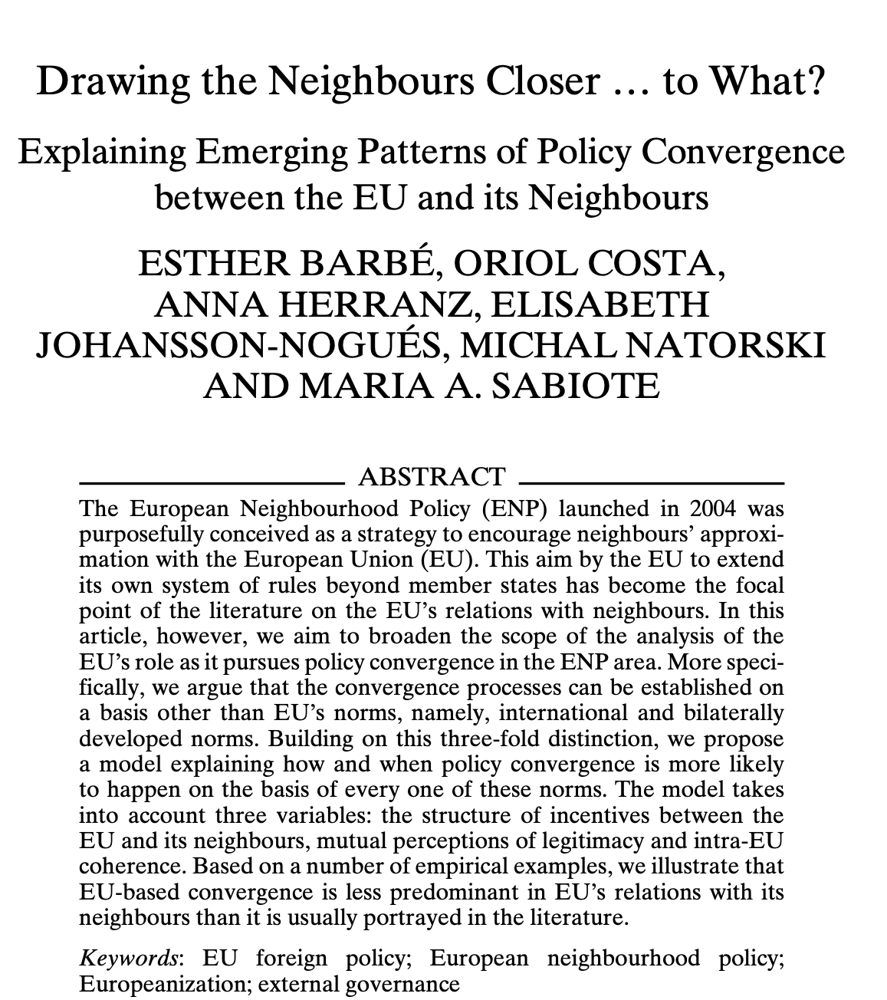 Drawing the Neighbours Closer … to What?
Explaining Emerging Patterns of Policy Convergence
between the EU and its Neighbours
ESTHER BARBÉ, ORIOL COSTA,
ANNA HERRANZ, ELISABETH
JOHANSSON-NOGUÉS, MICHAL NATORSKI
AND MARIA A. SABIOTE
ABSTRACT
The European Neighbourhood Policy (ENP) launched in 2004 was
purposefully conceived as a strategy to encourage neighbours’ approxi-
mation with the European Union (EU). This aim by the EU to extend
its own system of rules beyond member states has become the focal
point of the literature on the EU’s relations with neighbours. In this
article, however, we aim to broaden the scope of the analysis of the
EU’s role as it pursues policy convergence in the ENP area. More speci-
fically, we argue that the convergence processes can be established on
a basis other than EU’s norms, namely, international and bilaterally
developed norms. Building on this three-fold distinction, we propose
a model explaining how and when policy convergence is more likely
to happen on the basis of every one of these norms. The model takes
into account three variables: the structure of incentives between the
EU and its neighbours, mutual perceptions of legitimacy and intra-EU
coherence. Based on a number of empirical examples, we illustrate that
EU-based convergence is less predominant in EU’s relations with its
neighbours than it is usually portrayed in the literature.
Keywords: EU foreign policy; European neighbourhood policy;
Europeanization; external governance